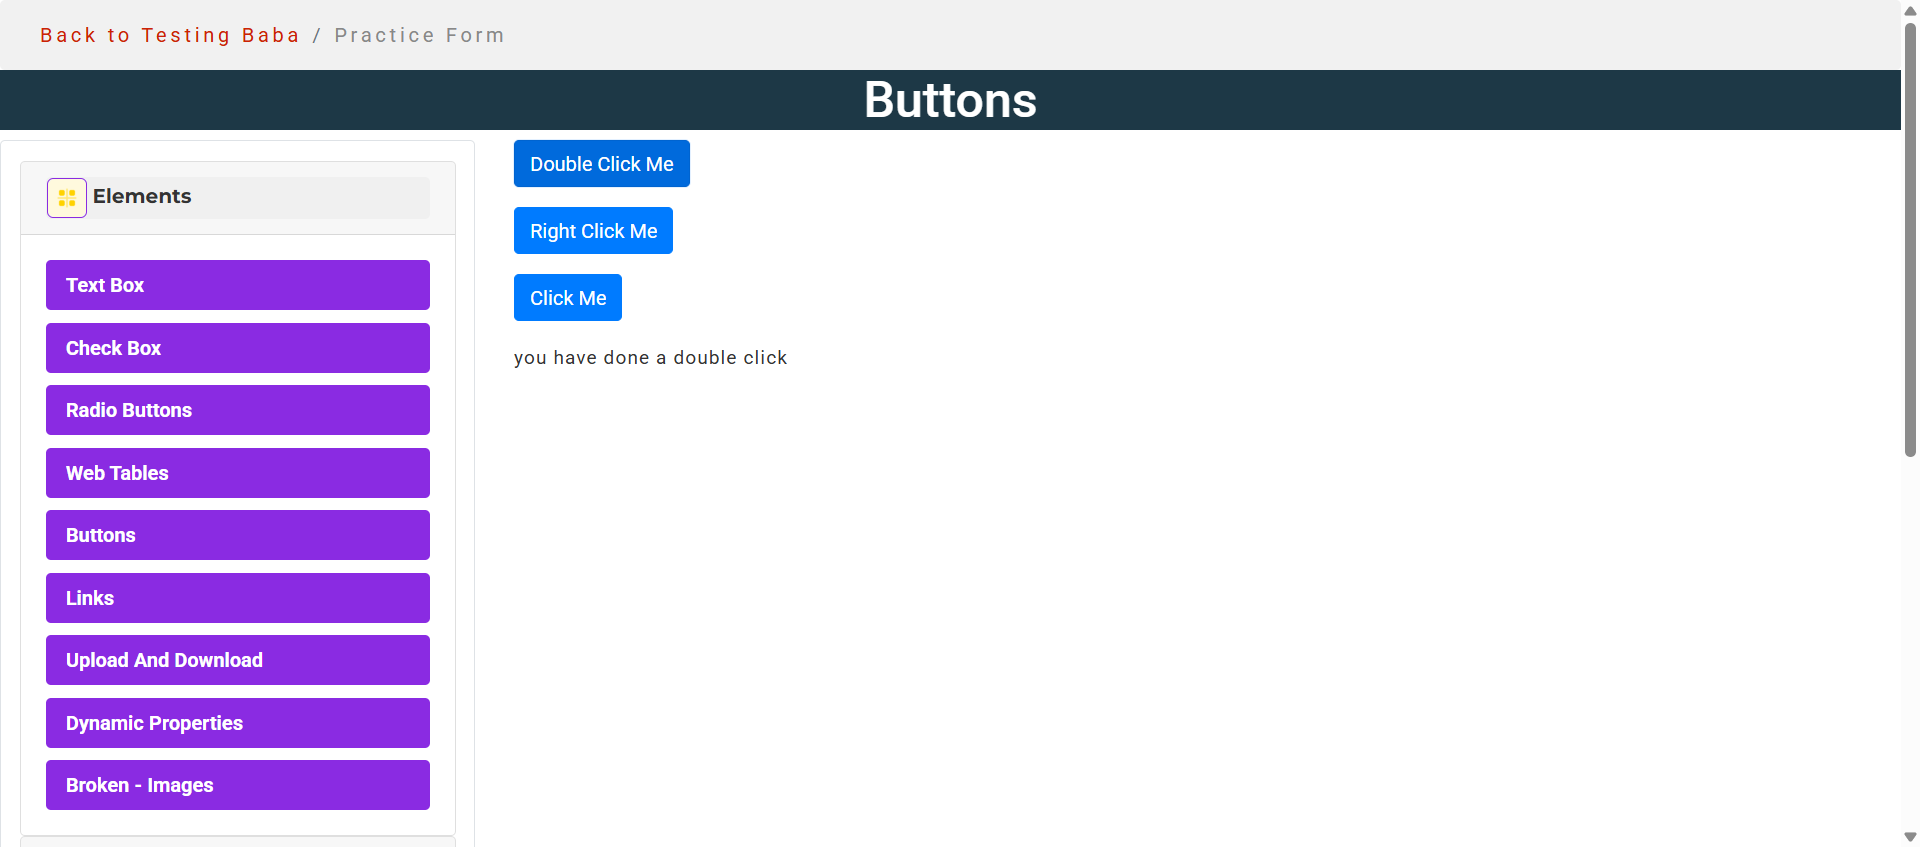 Back to Testing Baba / Practice Form
Buttons
Elements
Text Box
Check Box
Radio Buttons
Web Tables
Buttons
Links
Upload And Download
Dynamic Properties
Broken - Images
Double Click Me
Right Click Me
Click Me
you have done a double click